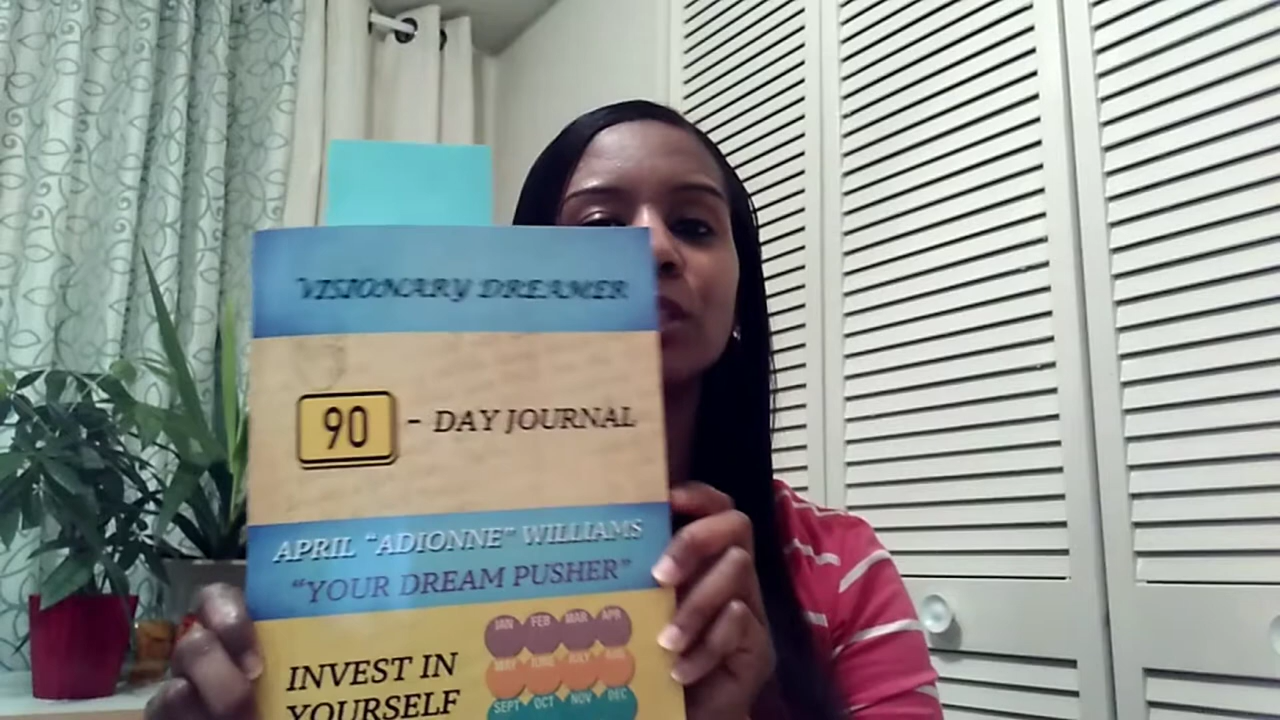 VISIONARY DREAMER
90 - DAY JOURNAL
APRIL "ADIONNE" WILLIAMS
"YOUR DREAM PUSHER"
INVEST IN
YOURSELF
JAN FEB MAR APR
MAY JUNE JULY AUG
SEPT OCT NOV DEC